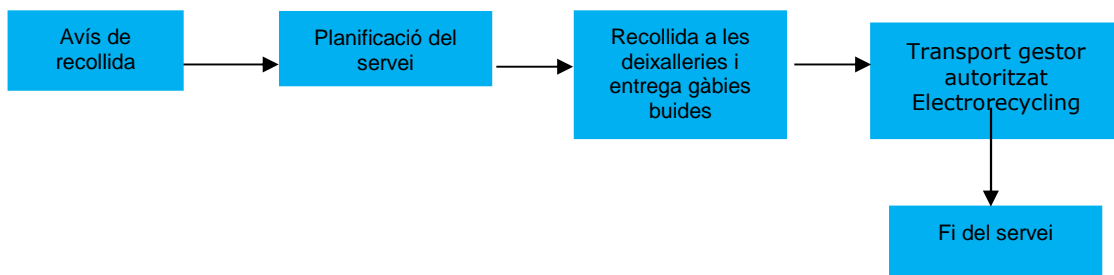 Avís de
recollida
Planificació del
servei
Recollida a les
deixalleries i
entrega gàbies
buides
Transport gestor
autoritzat
Electrorecycling
Fi del servei